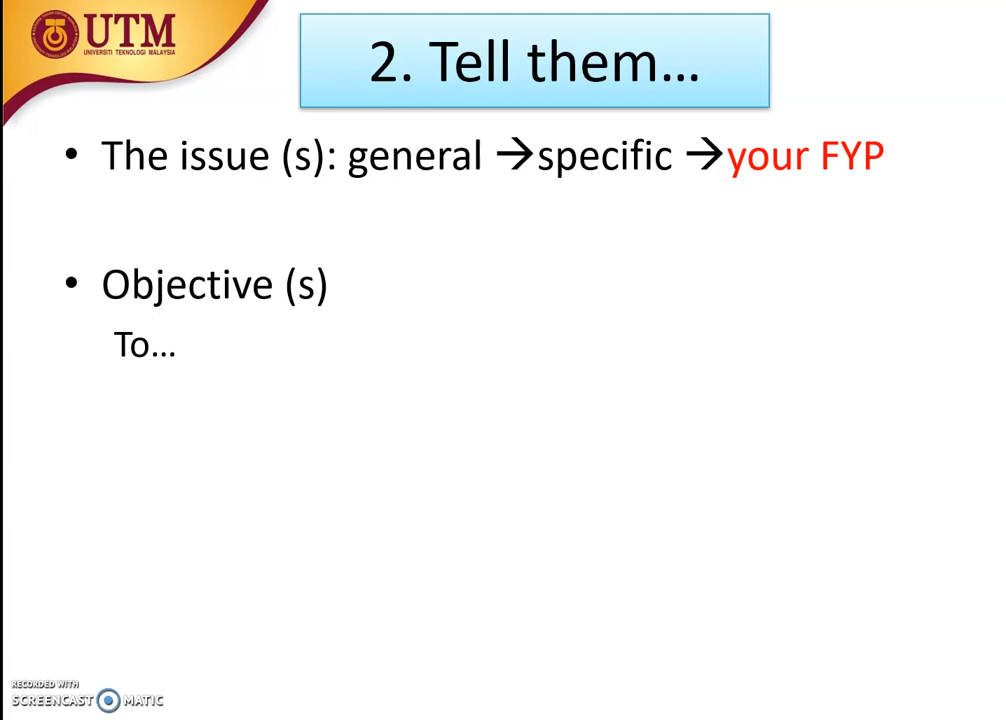 UTM
UNIVERSITI TEKNOLOGI MALAYSIA
2. Tell them...
• The issue (s): general →specific →your FYP
• Objective (s)
To...
RECORDED WITH
SCREENCAST MATIC